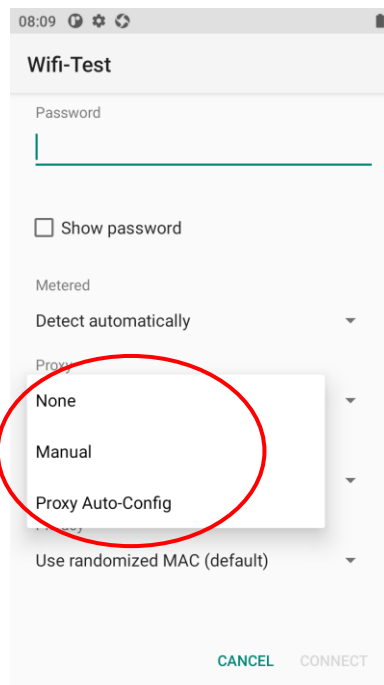 08:09
Wifi-Test
Password
Show password
Metered
Detect automatically
Proxy
None
Manual
Proxy Auto-Config
Use randomized MAC (default)
CANCEL CONNECT